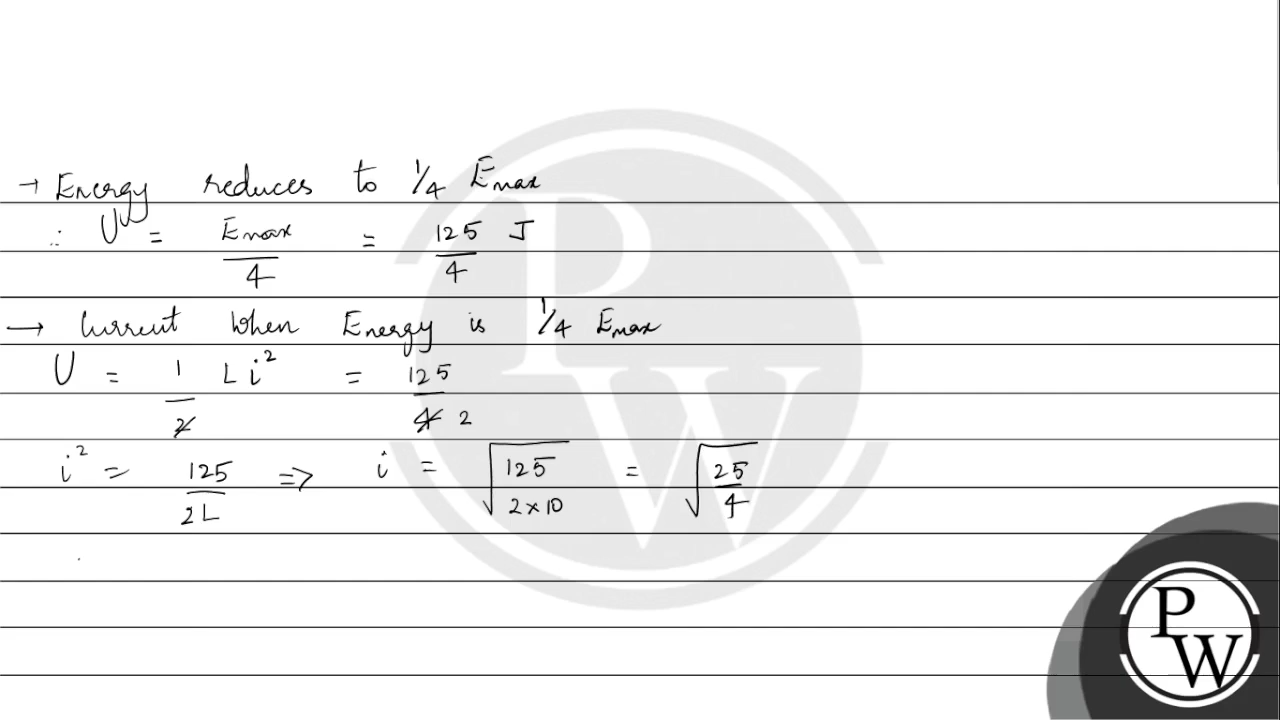 → Energy reduces to 1/4 Emax
∴ U = Emax/4 = 125/4 J
→ Current when Energy is 1/4 Emax
U = 1/2 L i² = 125/4 2
i² = 125/2L => i = √(125/2×10) = √(25/4)
PW
PW